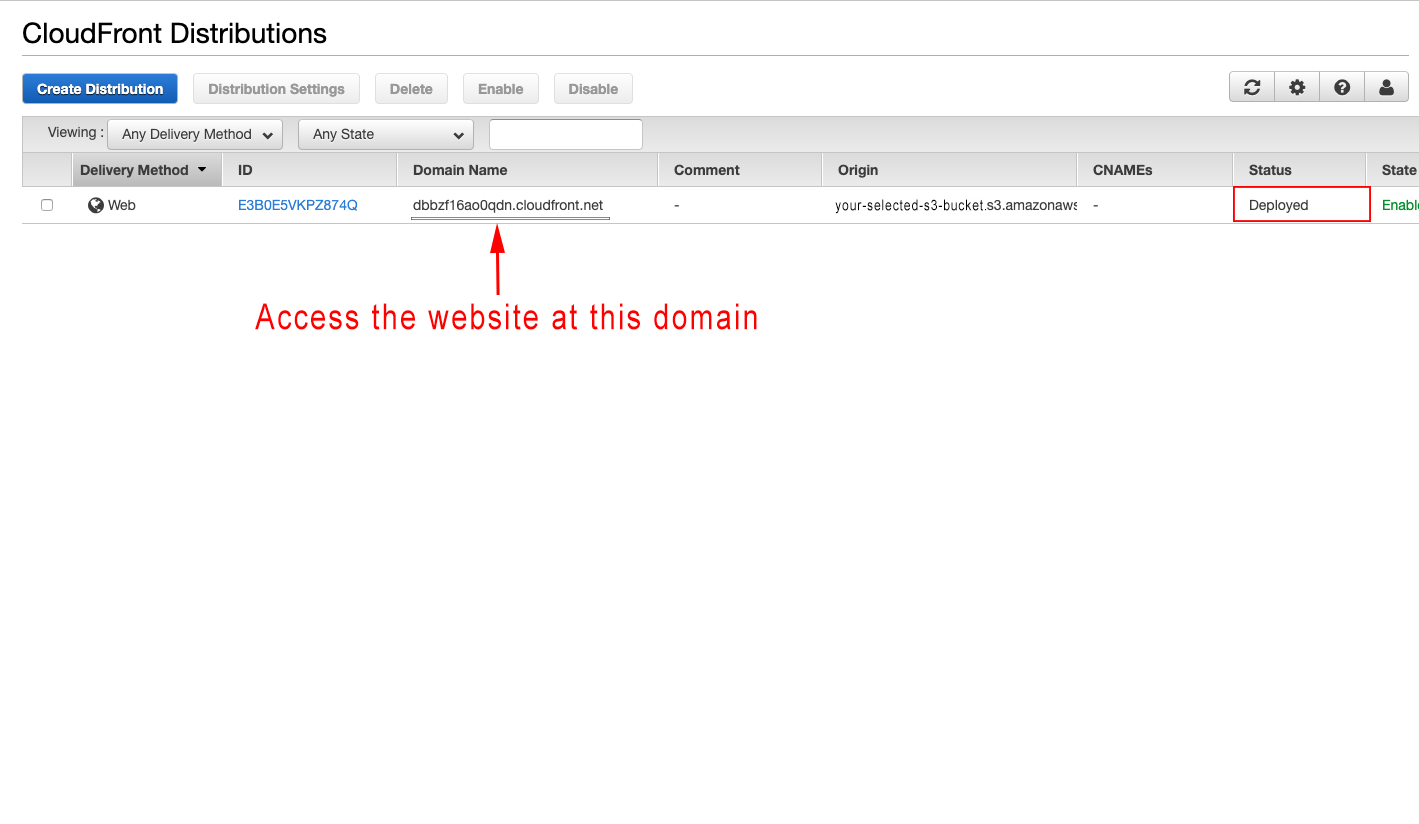 CloudFront Distributions
Create Distribution Distribution Settings Delete Enable Disable
Viewing : Any Delivery Method Any State
Delivery Method ID Domain Name Comment Origin CNAMEs Status State
Web E3B0E5VKPZ874Q dbbzf16ao0qdn.cloudfront.net - your-selected-s3-bucket.s3.amazonaws - Deployed Enabl
Access the website at this domain